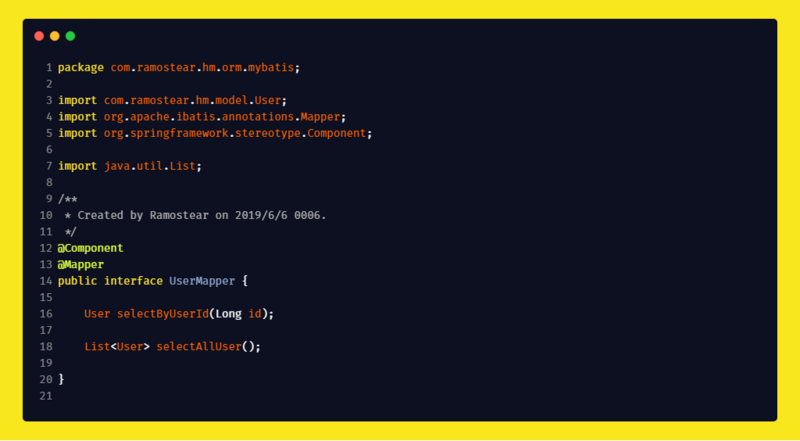 1 package com.ramostear.hm.orm.mybatis;
2
3 import com.ramostear.hm.model.User;
4 import org.apache.ibatis.annotations.Mapper;
5 import org.springframework.stereotype.Component;
6
7 import java.util.List;
8
9 /**
10  * Created by Ramostear on 2019/6/6 0006.
11  */
12 @Component
13 @Mapper
14 public interface UserMapper {
15
16     User selectByUserId(Long id);
17
18     List<User> selectAllUser();
19
20 }
21